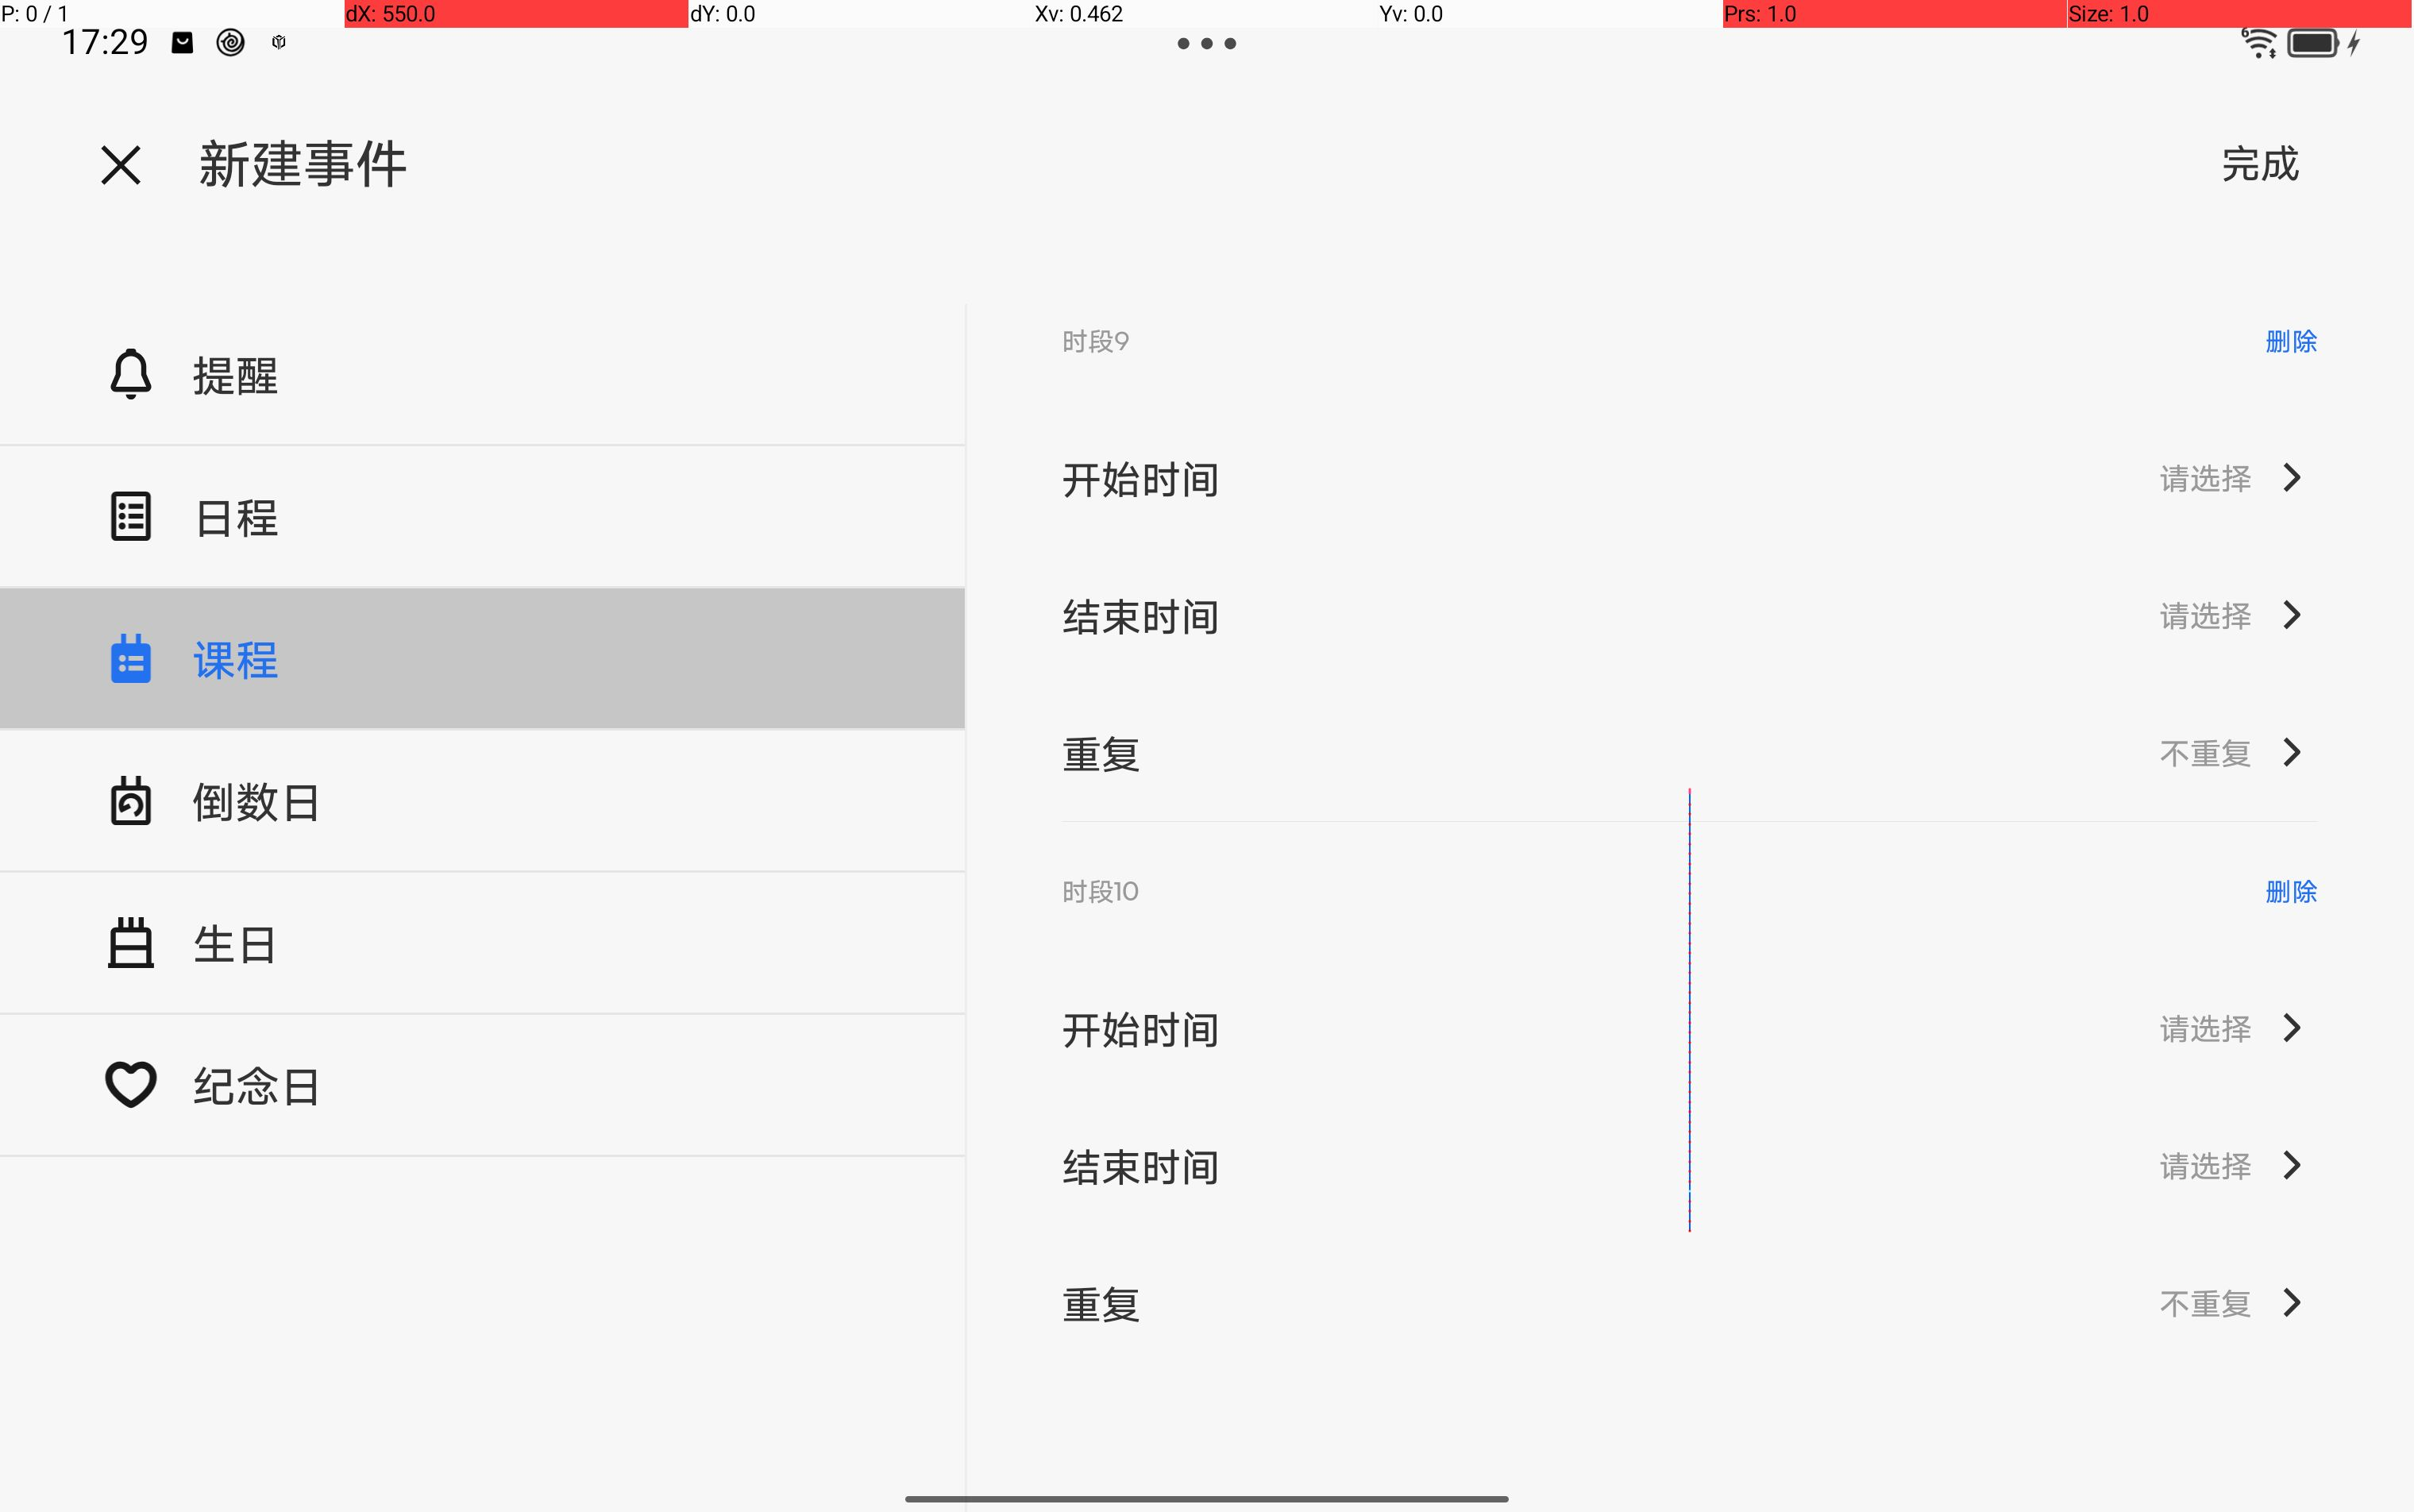 P: 0 / 1 dX: 550.0 dY: 0.0 Xv: 0.462 Yv: 0.0 Prs: 1.0 Size: 1.0
17:29 6
新建事件 完成
提醒
日程
课程
倒数日
生日
纪念日
时段9 删除
开始时间 请选择
结束时间 请选择
重复 不重复
时段10 删除
开始时间 请选择
结束时间 请选择
重复 不重复